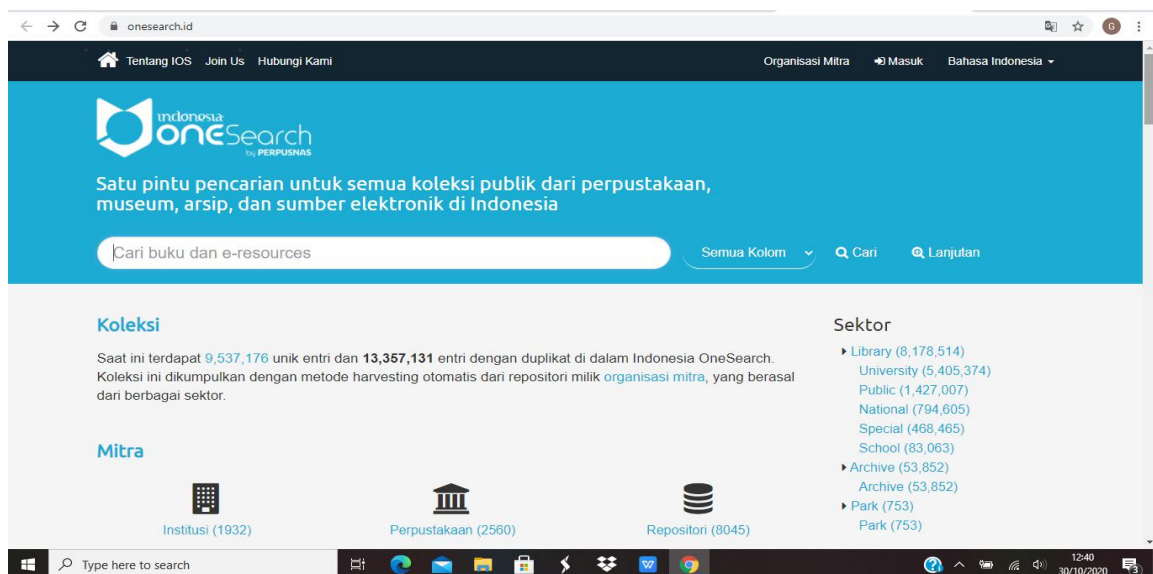 onesearch.id
G
Tentang IOS Join Us Hubungi Kami Organisasi Mitra Masuk Bahasa Indonesia
indonesia
oneSearch
by PERPUSNAS
Satu pintu pencarian untuk semua koleksi publik dari perpustakaan,
museum, arsip, dan sumber elektronik di Indonesia
Cari buku dan e-resources Semua Kolom Cari Lanjutan
Koleksi
Saat ini terdapat 9,537,176 unik entri dan 13,357,131 entri dengan duplikat di dalam Indonesia OneSearch.
Koleksi ini dikumpulkan dengan metode harvesting otomatis dari repositori milik organisasi mitra, yang berasal
dari berbagai sektor.
Mitra
Institusi (1932) Perpustakaan (2560) Repositori (8045)
Sektor
Library (8,178,514)
University (5,405,374)
Public (1,427,007)
National (794,605)
Special (468,465)
School (83,063)
Archive (53,852)
Archive (53,852)
Park (753)
Park (753)
Type here to search
12:40
30/10/2020
3